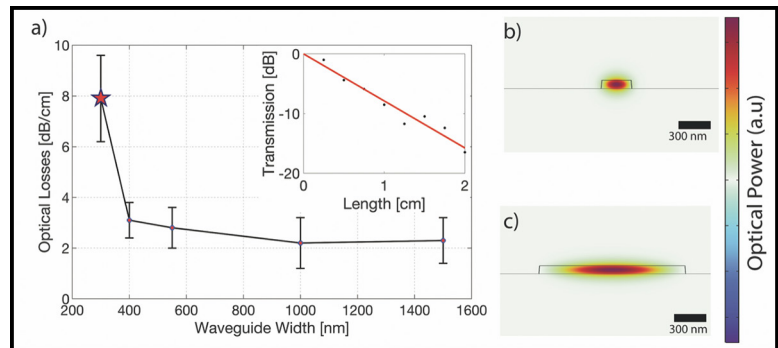 a)
10
8
6
4
2
0
Optical Losses [dB/cm]
200 400 600 800 1000 1200 1400 1600
Waveguide Width [nm]
0
-10
-20
Transmission [dB]
0 1 2
Length [cm]
b)
300 nm
c)
300 nm
Optical Power (a.u)